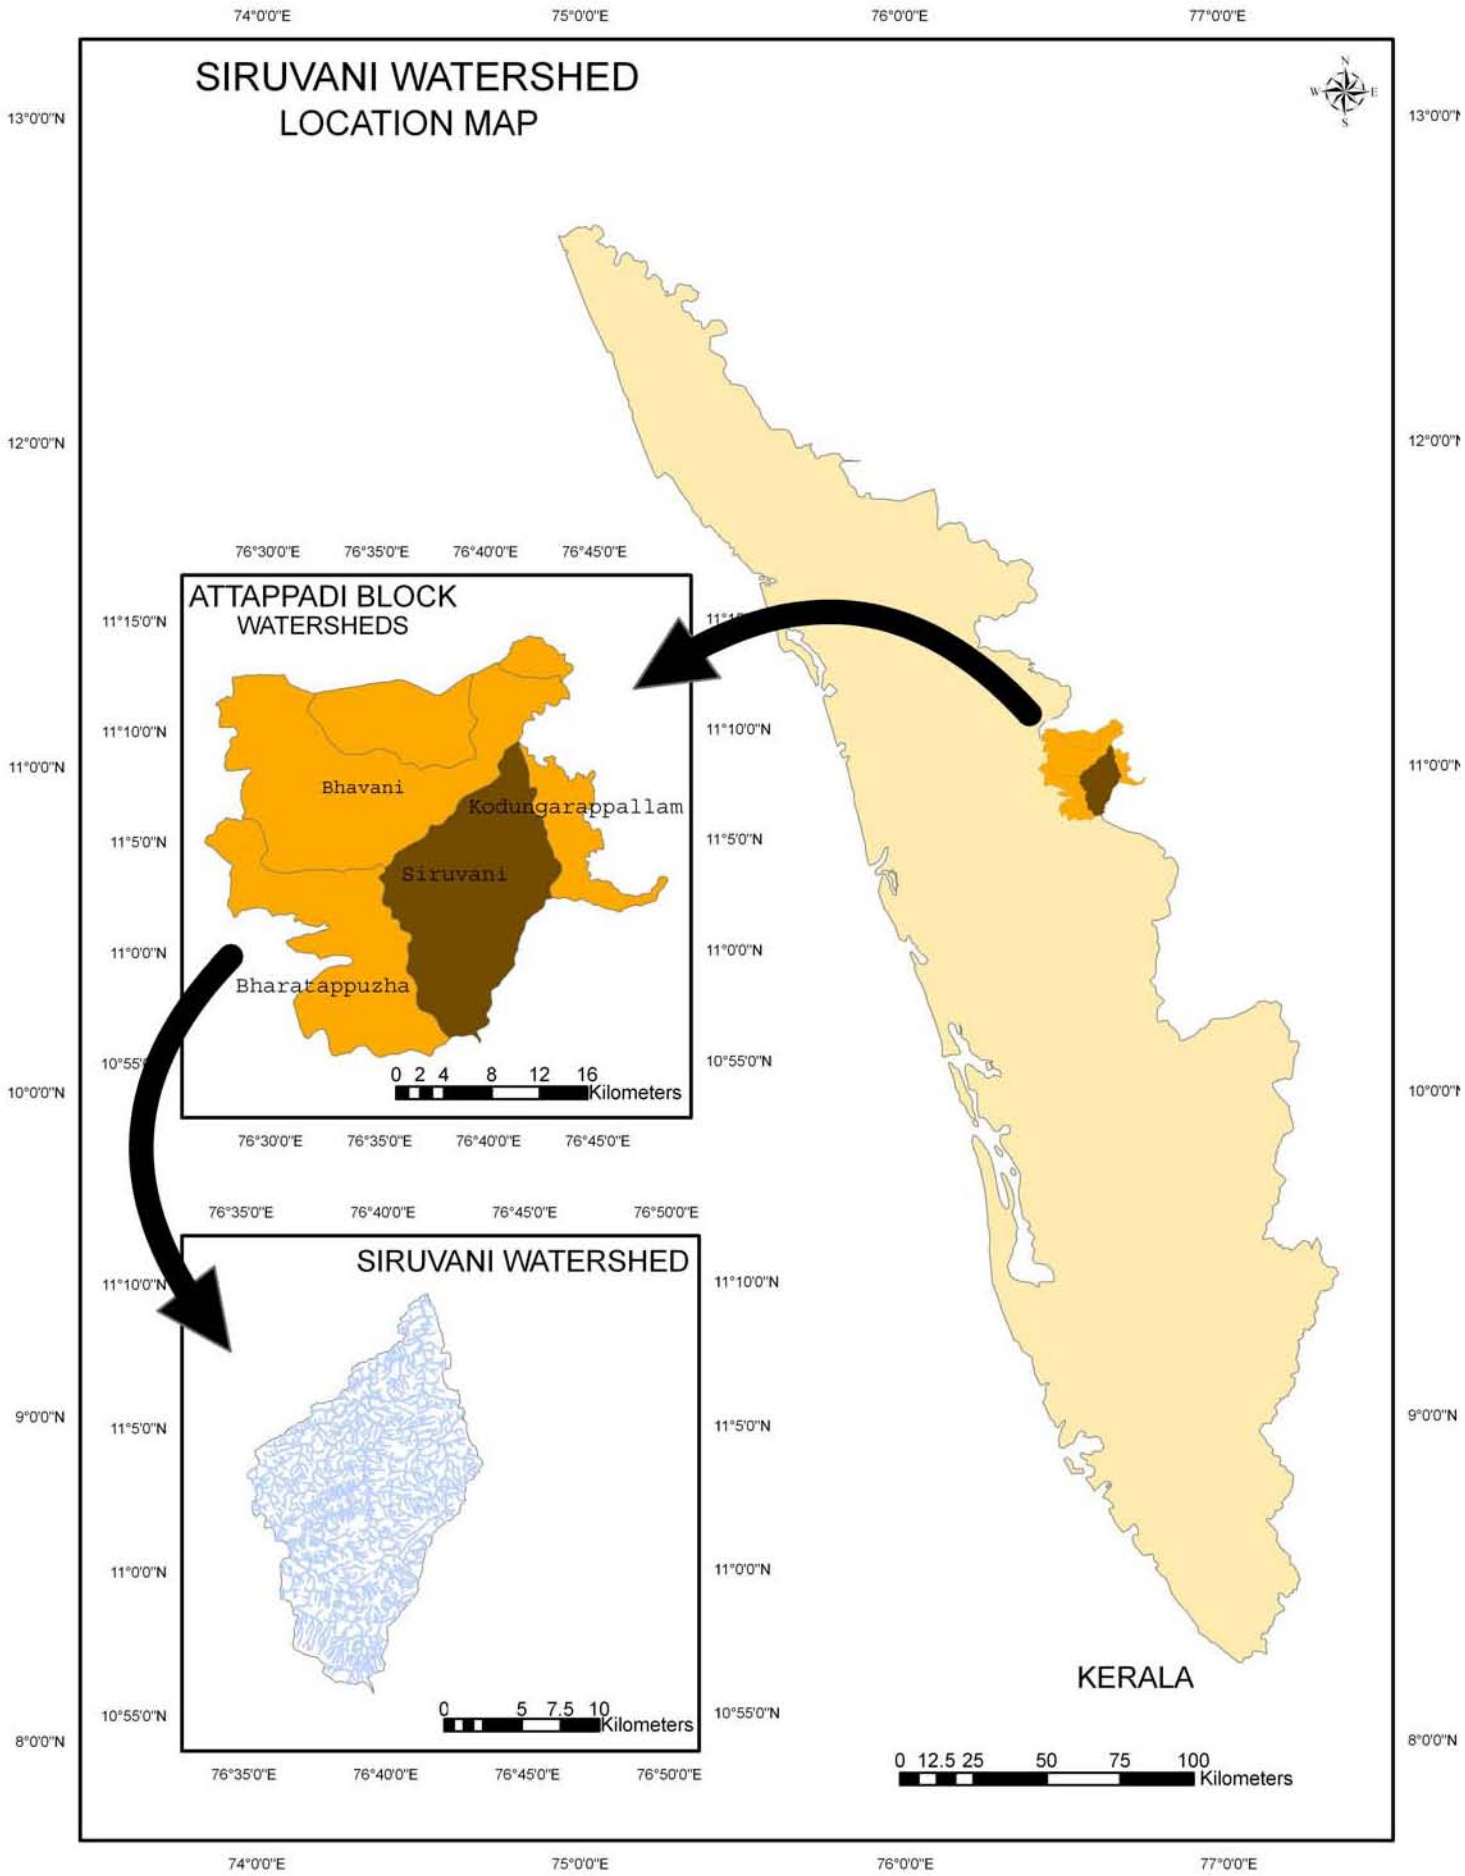 74°0'0"E 75°0'0"E 76°0'0"E 77°0'0"E
SIRUVANI WATERSHED
LOCATION MAP
N
W E
S
13°0'0"N 13°0'0"N
12°0'0"N 12°0'0"N
76°30'0"E 76°35'0"E 76°40'0"E 76°45'0"E
ATTAPPADI BLOCK
WATERSHEDS
11°15'0"N
11°10'0"N 11°10'0"N
11°0'0"N 11°0'0"N
Bhavani
Kodungarappallam
11°5'0"N 11°5'0"N
Siruvani
11°0'0"N 11°0'0"N
Bharatappuzha
10°55'0 10°55'0"N
0 2 4 8 12 16
Kilometers
10°0'0"N 10°0'0"N
76°30'0"E 76°35'0"E 76°40'0"E 76°45'0"E
76°35'0"E 76°40'0"E 76°45'0"E 76°50'0"E
SIRUVANI WATERSHED
11°10'0"N 11°10'0"N
9°0'0"N 9°0'0"N
11°5'0"N 11°5'0"N
11°0'0"N 11°0'0"N
KERALA
0 5 7.5 10
Kilometers
10°55'0"N 10°55'0"N
8°0'0"N 8°0'0"N
0 12.5 25 50 75 100
Kilometers
76°35'0"E 76°40'0"E 76°45'0"E 76°50'0"E
74°0'0"E 75°0'0"E 76°0'0"E 77°0'0"E